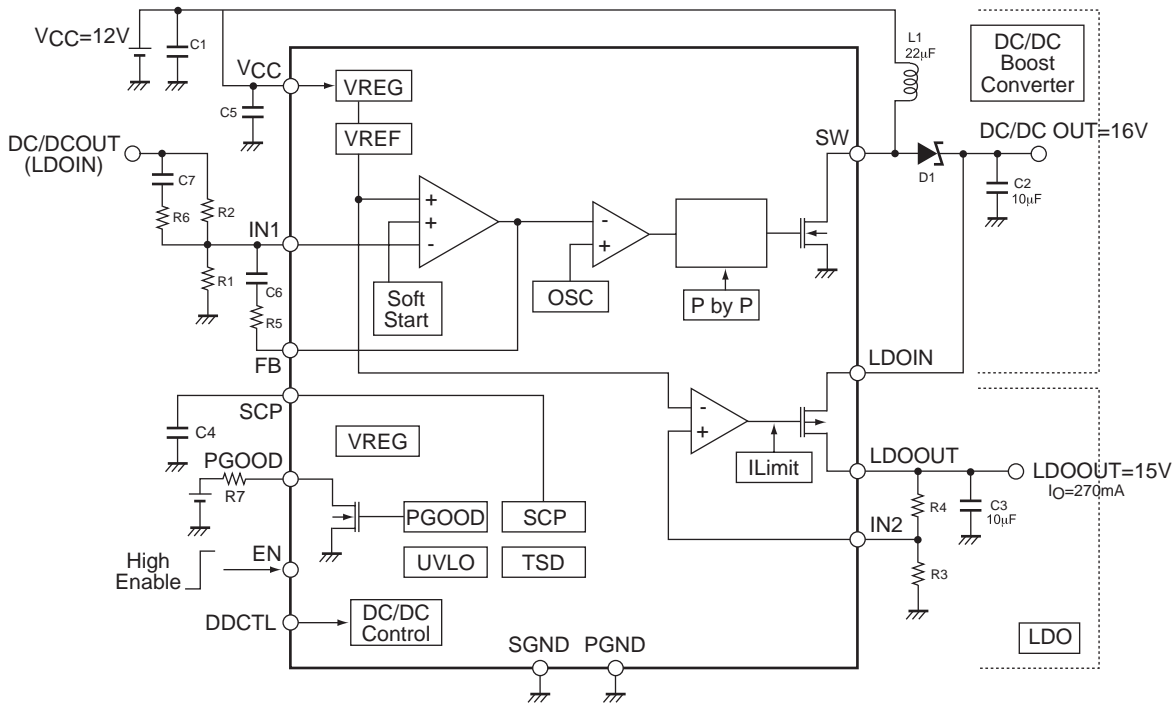 VCC=12V
C1
L1
22µF
DC/DC
Boost
Converter
VCC
VREG
C5
VREF
DC/DCOUT
(LDOIN)
SW
DC/DC OUT=16V
D1
C7
C2
10µF
R6
R2
+
+
-
-
+
IN1
R1
C6
Soft
Start
OSC
P by P
R5
FB
LDOIN
SCP
C4
VREG
-
+
ILimit
PGOOD
R7
LDOOUT
LDOOUT=15V
IO=270mA
R4
C3
10µF
PGOOD
SCP
IN2
EN
UVLO
TSD
High
Enable
R3
DDCTL
DC/DC
Control
SGND
PGND
LDO